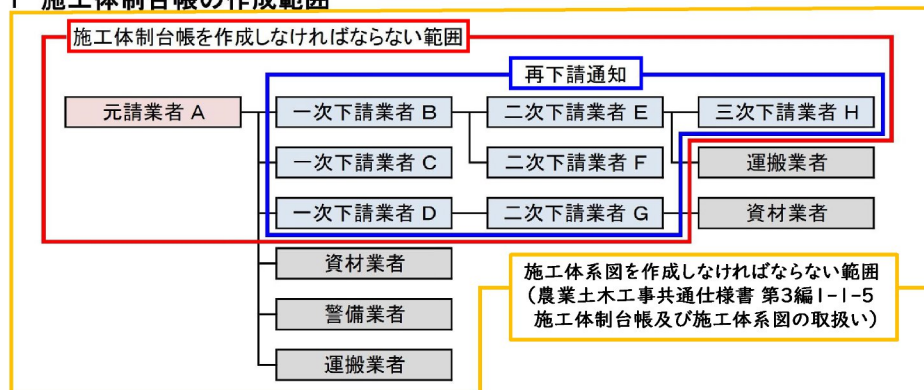 1 施工体制台帳の作成範囲
施工体制台帳を作成しなければならない範囲
再下請通知
元請業者 A
一次下請業者 B
二次下請業者 E
三次下請業者 H
一次下請業者 C
二次下請業者 F
運搬業者
一次下請業者 D
二次下請業者 G
資材業者
資材業者
警備業者
運搬業者
施工体系図を作成しなければならない範囲
(農業土木工事共通仕様書 第3編1-1-5
施工体制台帳及び施工体系図の取扱い)